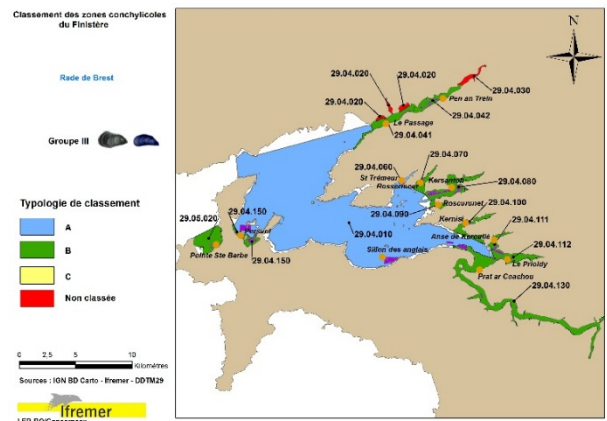 Classement des zones conchylicoles
du Finistère
Rade de Brest
Groupe III
Typologie de classement
A
B
C
Non classée
0 2,5 5 10
Kilomètres
Sources : IGN BD Carto - Ifremer - DDTM29
Ifremer
N
29.04.020
29.04.020
29.04.020
29.04.030
Pen an Trein
29.04.042
Le Passage
29.04.041
29.04.060
29.04.070
St Trémeur
Kersanton
29.04.080
Rossermeur
29.04.090
Roscurunet
29.04.100
Kernisi
29.04.111
29.05.020
29.04.150
29.04.010
29.04.112
Le Prioldy
Pointe Ste Barbe
29.04.150
Sillon des anglais
Prat ar Coachou
29.04.130